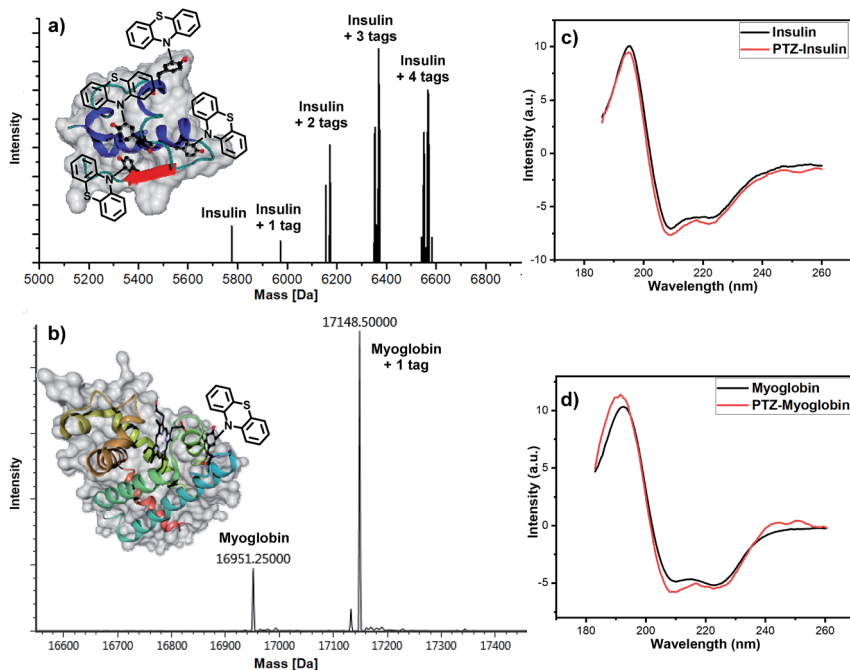 a)
S
N
S
N
S
N
S
N
Insulin
Insulin
+ 1 tag
Insulin
+ 2 tags
Insulin
+ 3 tags
Insulin
+ 4 tags
Intensity
5000 5200 5400 5600 5800 6000 6200 6400 6600 6800
Mass [Da]
c)
Insulin
PTZ-Insulin
Intensity (a.u.)
10
5
0
-5
-10
180 200 220 240 260
Wavelength (nm)
b)
S
N
17148.50000
Myoglobin
+ 1 tag
Myoglobin
16951.25000
Intensity
16600 16700 16800 16900 17000 17100 17200 17300 17400
Mass [Da]
d)
Myoglobin
PTZ-Myoglobin
Intensity (a.u.)
10
5
0
-5
180 200 220 240 260
Wavelength (nm)